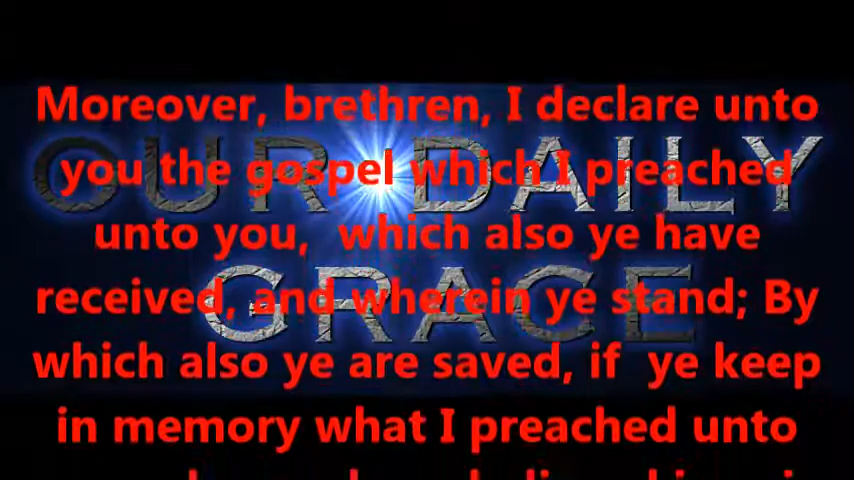 Moreover, brethren, I declare unto
OUR DAILY
you the gospel which I preached
unto you, which also ye have
received, and wherein ye stand; By
GRACE
which also ye are saved, if ye keep
in memory what I preached unto